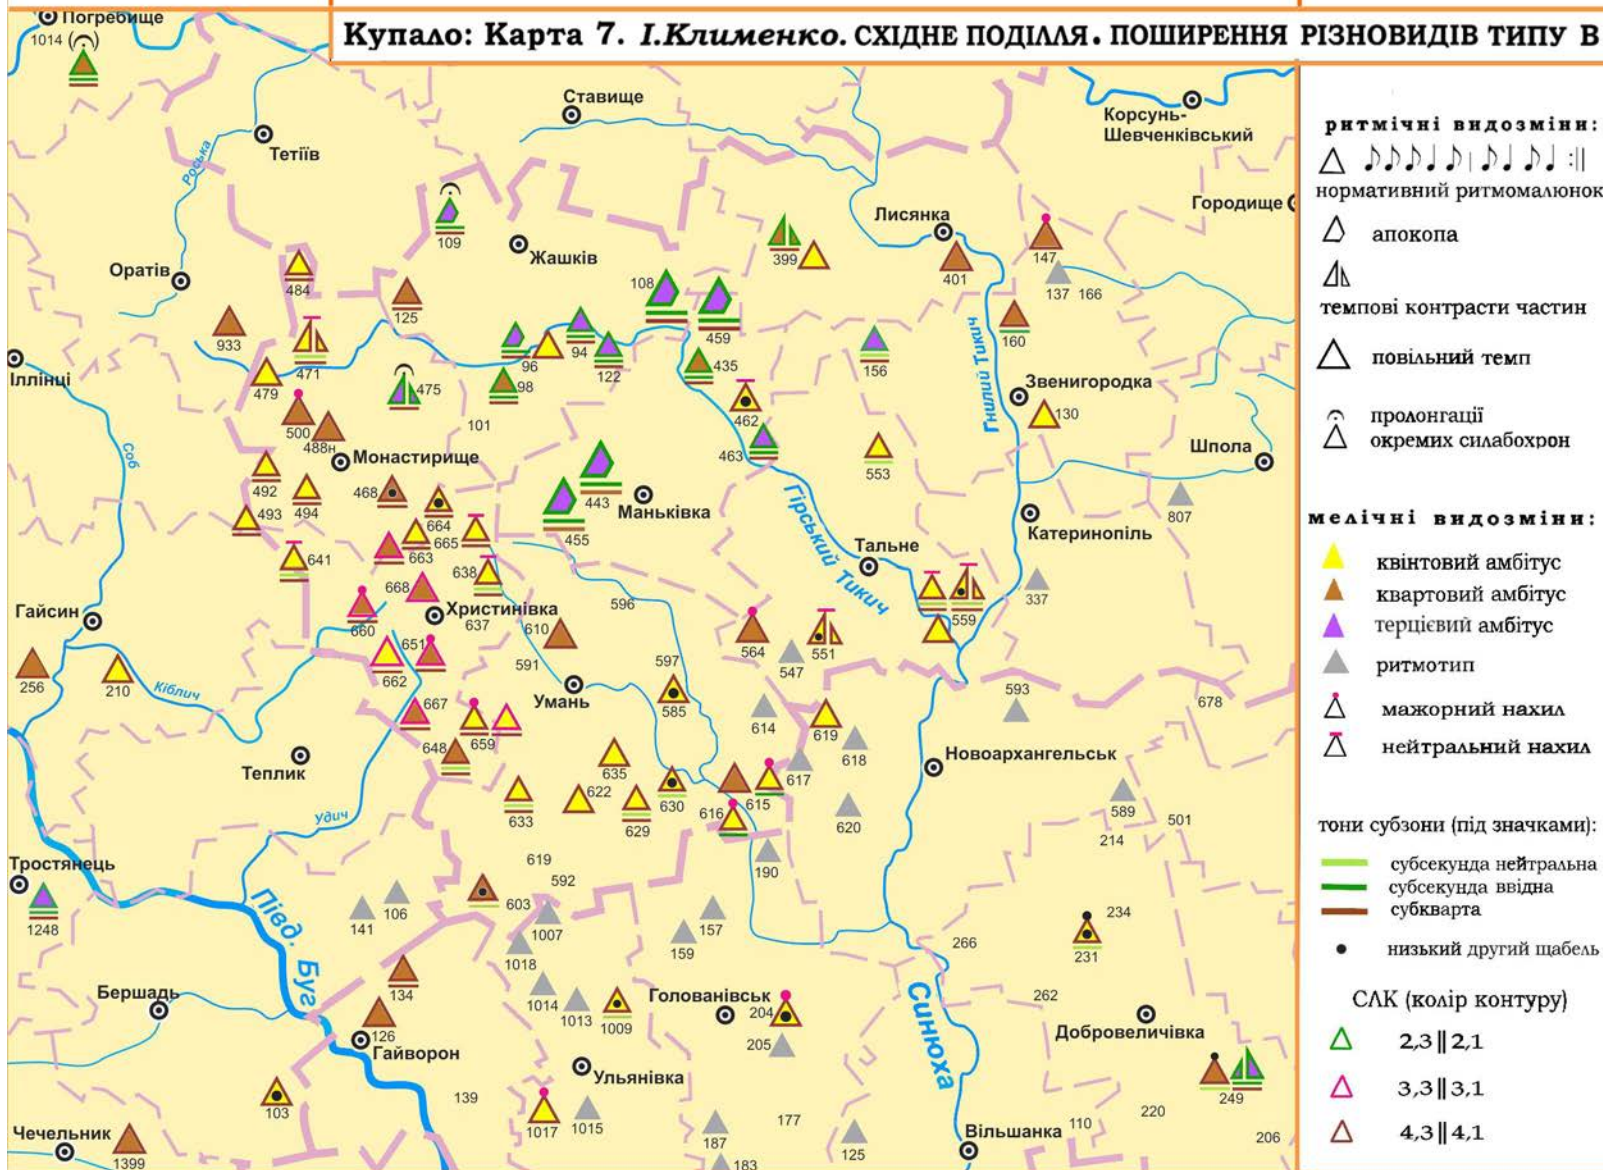 Купало: Карта 7. І.Клименко. СХІДНЕ ПОДІЛЛЯ. ПОШИРЕННЯ РІЗНОВИДІВ ТИПУ В
Погребище
1014
Тетіїв
Роська
Ставище
Корсунь-
Шевченківський
Городище
Лисянка
109
Жашків
399
401
147
137 166
Оратів
484
125
108
459
933
471
96
94
122
435
156
160
Гнилий Тикич
Іллінці
479
475
98
462
Звенигородка
130
500
488н
101
463
553
Шпола
Соб
Монастирище
492
494
468
443
Маньківка
807
493
664
455
Гірський Тикич
Катеринопіль
641
663
665
638
Тальне
668
337
Гайсин
660
Христинівка
637
596
559
610
564
551
547
651
591
597
256
210
Кіблич
662
Умань
585
593
678
667
659
614
619
618
648
Новоархангельськ
Теплик
635
617
622
615
589
633
629
630
616
620
501
214
Удич
Тростянець
619
592
190
1248
Півд. Буг
141
106
603
1007
157
159
234
231
266
1018
134
1014
1013
1009
Голованівськ
204
205
262
Бершадь
126
Гайворон
Синюха
Добровеличівка
Ульянівка
249
103
139
1017
1015
177
220
110
206
Чечельник
1399
187
183
125
Вільшанка
ритмічні видозміни:
нормативний ритмомалюнок
апокопа
темпові контрасти частин
повільний темп
пролонгації
окремих силабохрон
мелічні видозміни:
квінтовий амбітус
квартовий амбітус
терцієвий амбітус
ритмотип
мажорний нахил
нейтральний нахил
тони субзони (під значками):
субсекунда нейтральна
субсекунда ввідна
субкварта
низький другий щабель
СЛК (колір контуру)
2,3‖2,1
3,3‖3,1
4,3‖4,1